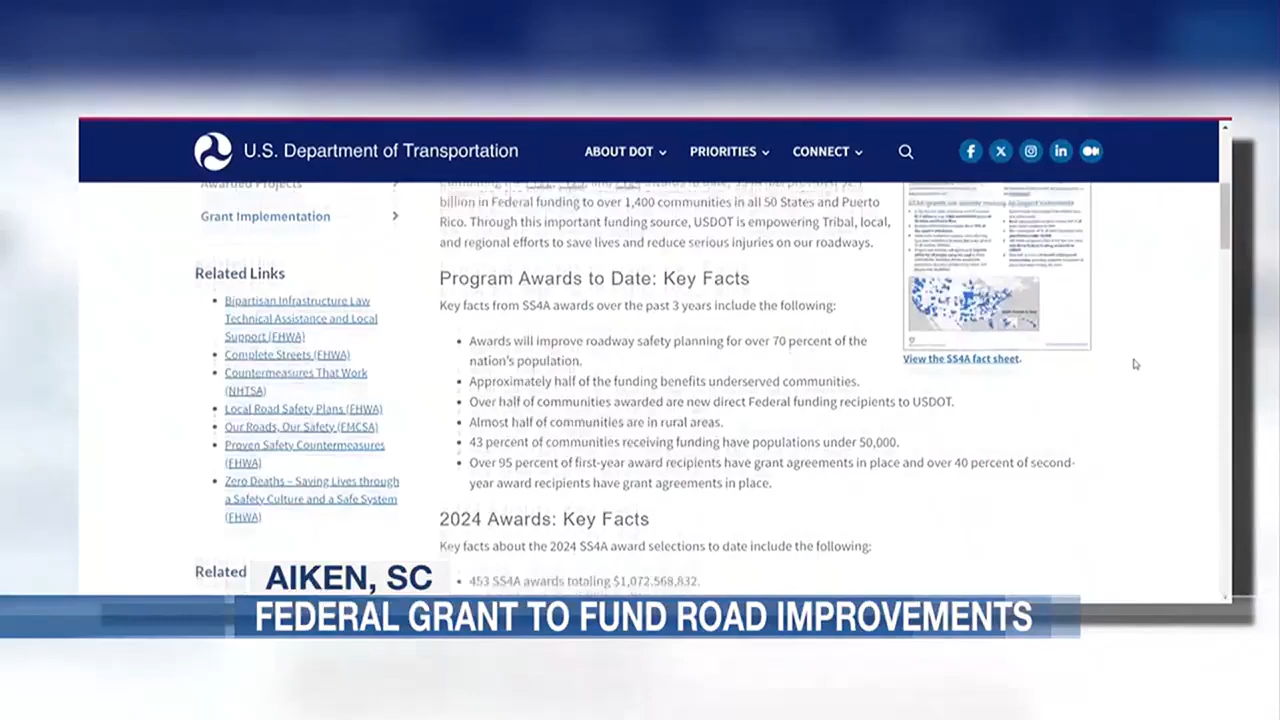 U.S. Department of Transportation
ABOUT DOT
PRIORITIES
CONNECT
Awarded Projects
Grant Implementation
Related Links
Bipartisan Infrastructure Law
Technical Assistance and Local
Support (FHWA)
Complete Streets (FHWA)
Countermeasures That Work
(NHTSA)
Local Road Safety Plans (FHWA)
Our Roads, Our Safety (FMCSA)
Proven Safety Countermeasures
(FHWA)
Zero Deaths – Saving Lives through
a Safety Culture and a Safe System
(FHWA)
Related
billion in Federal funding to over 1,400 communities in all 50 States and Puerto
Rico. Through this important funding source, USDOT is empowering Tribal, local,
and regional efforts to save lives and reduce serious injuries on our roadways.
Program Awards to Date: Key Facts
Key facts from SS4A awards over the past 3 years include the following:
Awards will improve roadway safety planning for over 70 percent of the
nation's population.
Approximately half of the funding benefits underserved communities.
Over half of communities awarded are new direct Federal funding recipients to USDOT.
Almost half of communities are in rural areas.
43 percent of communities receiving funding have populations under 50,000.
Over 95 percent of first-year award recipients have grant agreements in place and over 40 percent of second-
year award recipients have grant agreements in place.
2024 Awards: Key Facts
Key facts about the 2024 SS4A award selections to date include the following:
453 SS4A awards totaling $1,072,568,832.
View the SS4A fact sheet.
AIKEN, SC
FEDERAL GRANT TO FUND ROAD IMPROVEMENTS